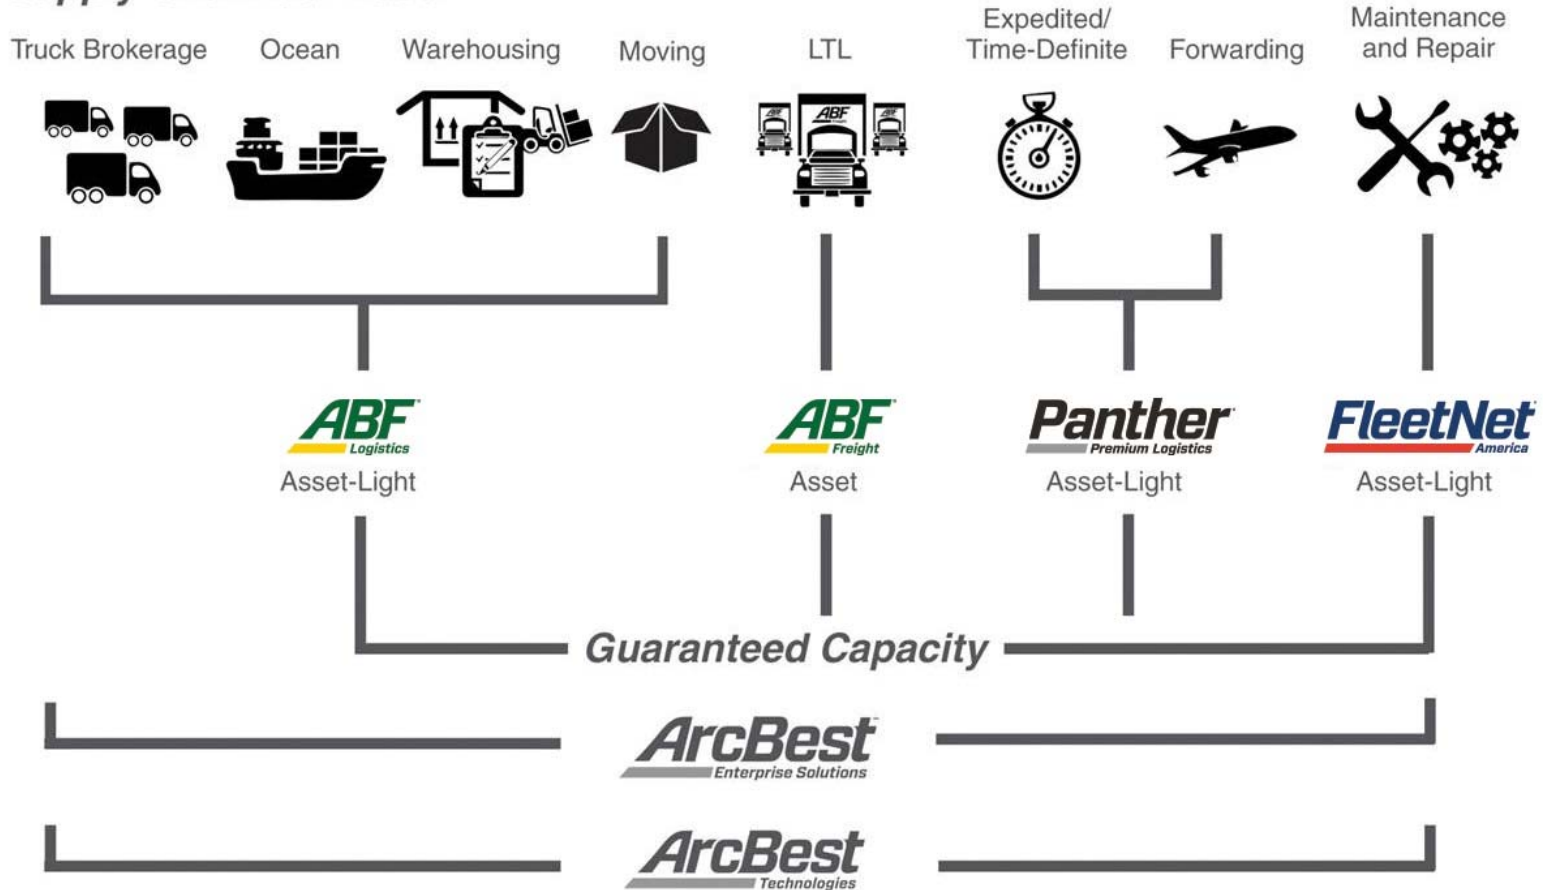 Truck Brokerage
Ocean
Warehousing
Moving
LTL
Expedited/
Time-Definite
Forwarding
Maintenance
and Repair
ABF
ABF
Freight
ABF
ABF
Logistics
Asset-Light
ABF
Freight
Asset
Panther
Premium Logistics
Asset-Light
FleetNet
America
Asset-Light
Guaranteed Capacity
ArcBest
Enterprise Solutions
ArcBest
Technologies